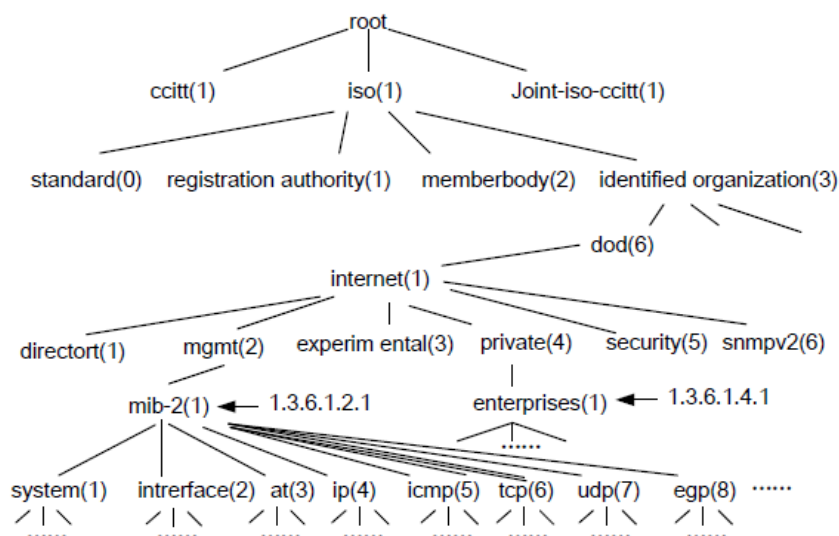 root
ccitt(1) iso(1) Joint-iso-ccitt(1)
standard(0) registration authority(1) memberbody(2) identified organization(3)
dod(6)
internet(1)
directort(1) mgmt(2) experim ental(3) private(4) security(5) snmpv2(6)
mib-2(1) 1.3.6.1.2.1 enterprises(1) 1.3.6.1.4.1
......
system(1) intrerface(2) at(3) ip(4) icmp(5) tcp(6) udp(7) egp(8) ......
...... ...... ...... ...... ...... ...... ...... ......